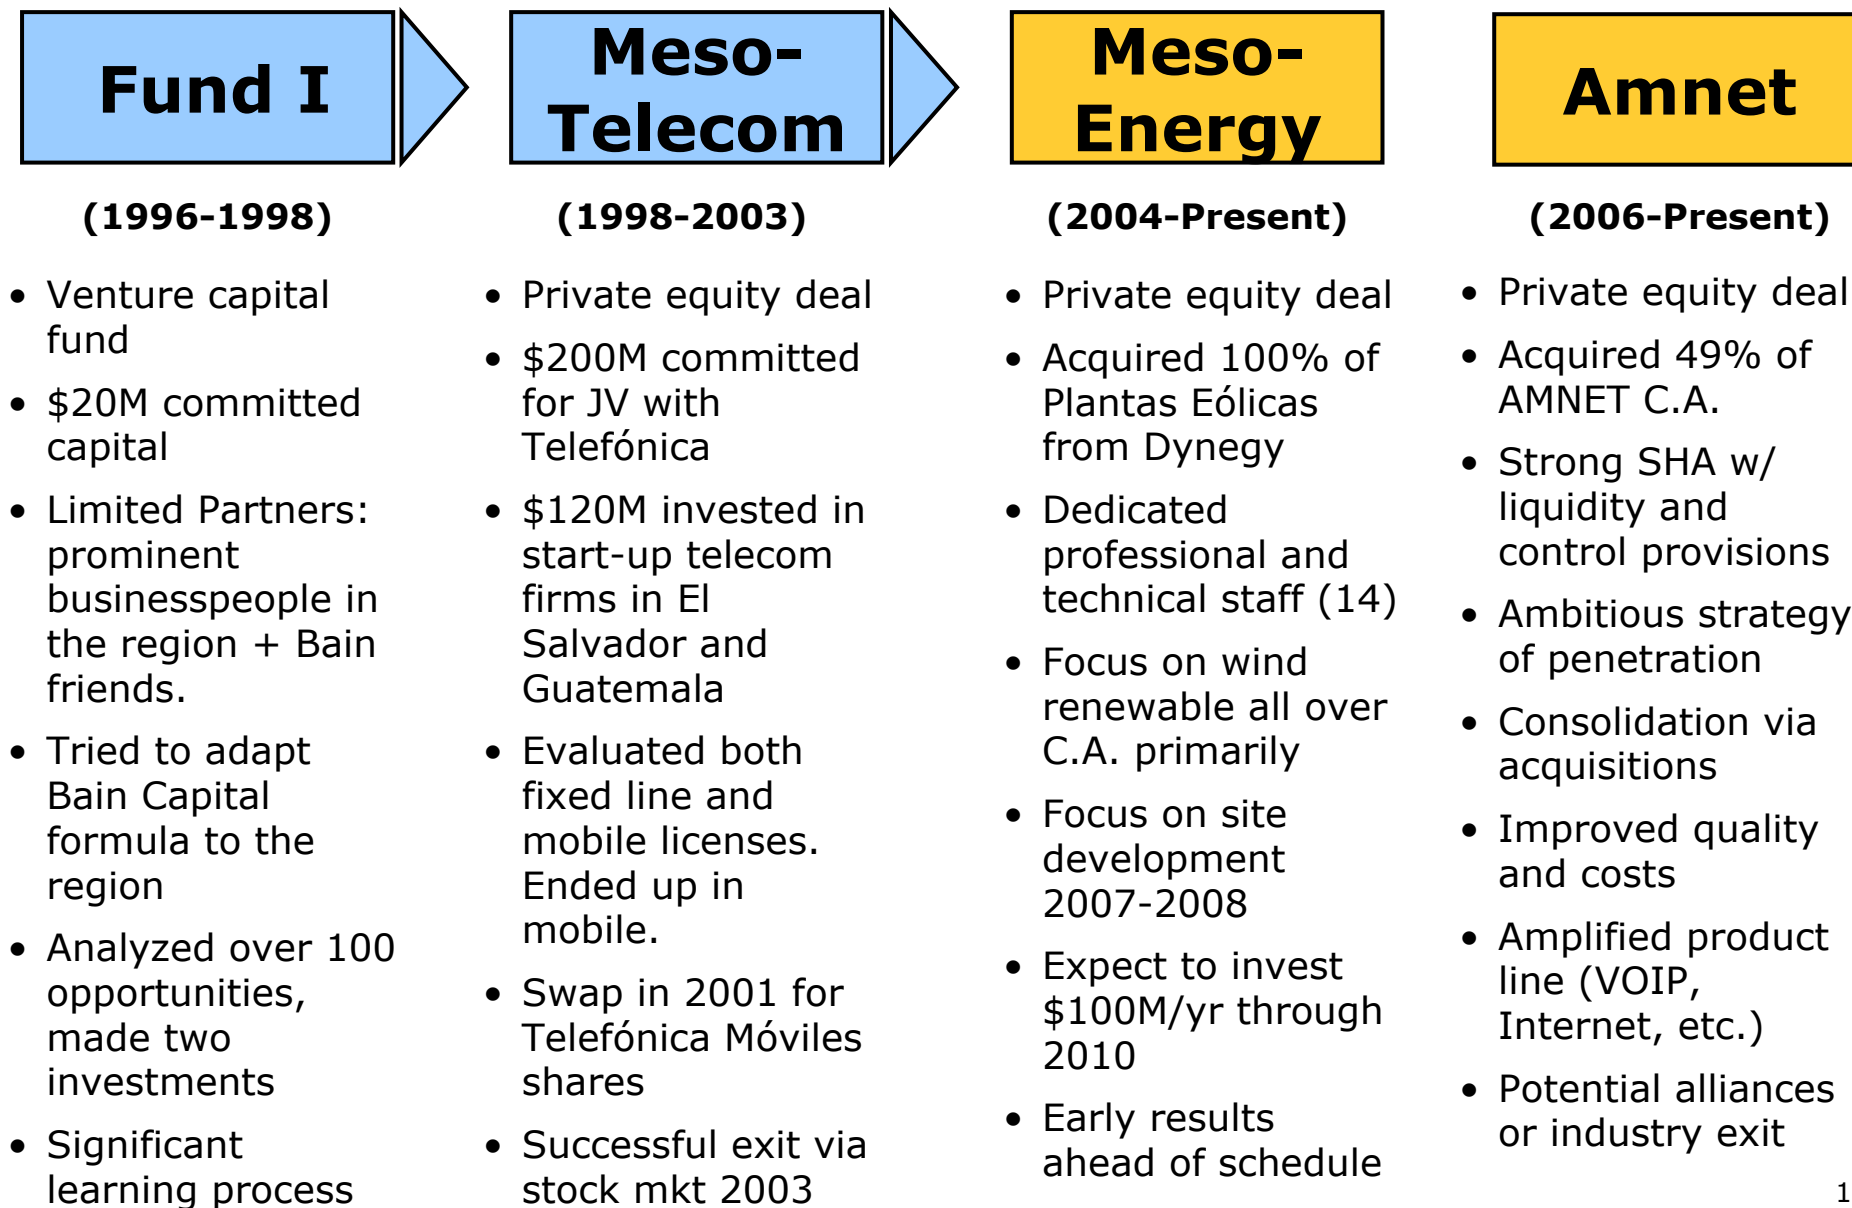 Fund I
(1996-1998)
• Venture capital
fund
• $20M committed
capital
• Limited Partners:
prominent
businesspeople in
the region + Bain
friends.
• Tried to adapt
Bain Capital
formula to the
region
• Analyzed over 100
opportunities,
made two
investments
• Significant
learning process
Meso-
Telecom
(1998-2003)
• Private equity deal
• $200M committed
for JV with
Telefónica
• $120M invested in
start-up telecom
firms in El
Salvador and
Guatemala
• Evaluated both
fixed line and
mobile licenses.
Ended up in
mobile.
• Swap in 2001 for
Telefónica Móviles
shares
• Successful exit via
stock mkt 2003
Meso-
Energy
(2004-Present)
• Private equity deal
• Acquired 100% of
Plantas Eólicas
from Dynegy
• Dedicated
professional and
technical staff (14)
• Focus on wind
renewable all over
C.A. primarily
• Focus on site
development
2007-2008
• Expect to invest
$100M/yr through
2010
• Early results
ahead of schedule
Amnet
(2006-Present)
• Private equity deal
• Acquired 49% of
AMNET C.A.
• Strong SHA w/
liquidity and
control provisions
• Ambitious strategy
of penetration
• Consolidation via
acquisitions
• Improved quality
and costs
• Amplified product
line (VOIP,
Internet, etc.)
• Potential alliances
or industry exit
1